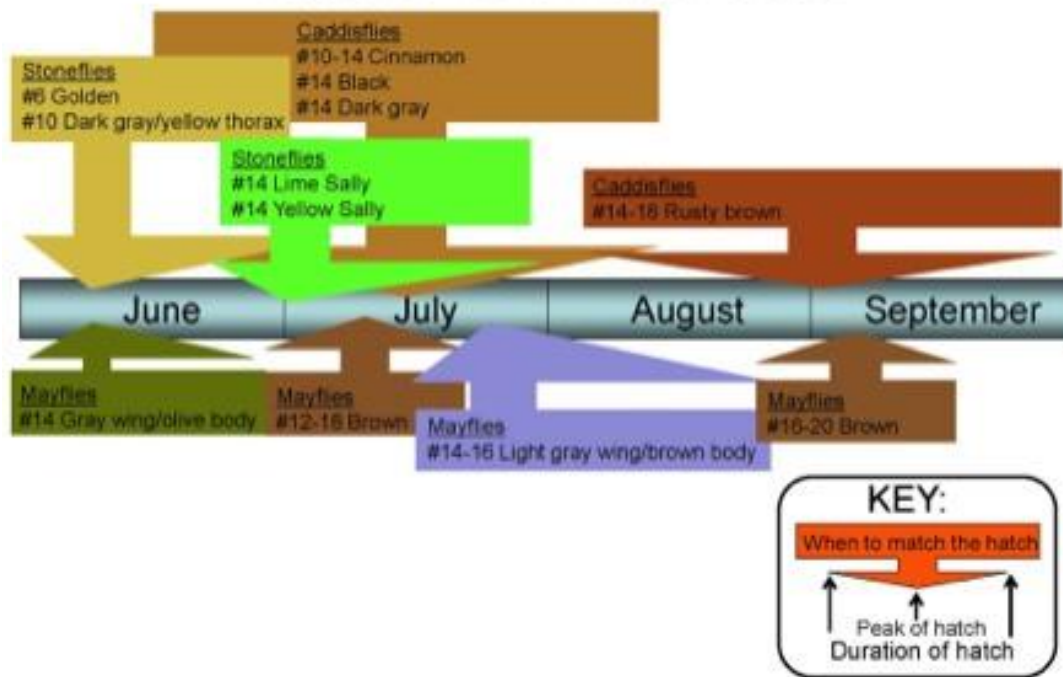 Caddisflies
#10-14 Cinnamon
#14 Black
#14 Dark gray
Stoneflies
#6 Golden
#10 Dark gray/yellow thorax
Stoneflies
#14 Lime Sally
#14 Yellow Sally
Caddisflies
#14-16 Rusty brown
June
July
August
September
Mayflies
#14 Gray wing/olive body
Mayflies
#12-16 Brown
Mayflies
#14-16 Light gray wing/brown body
Mayflies
#16-20 Brown
KEY:
When to match the hatch
Peak of hatch
Duration of hatch